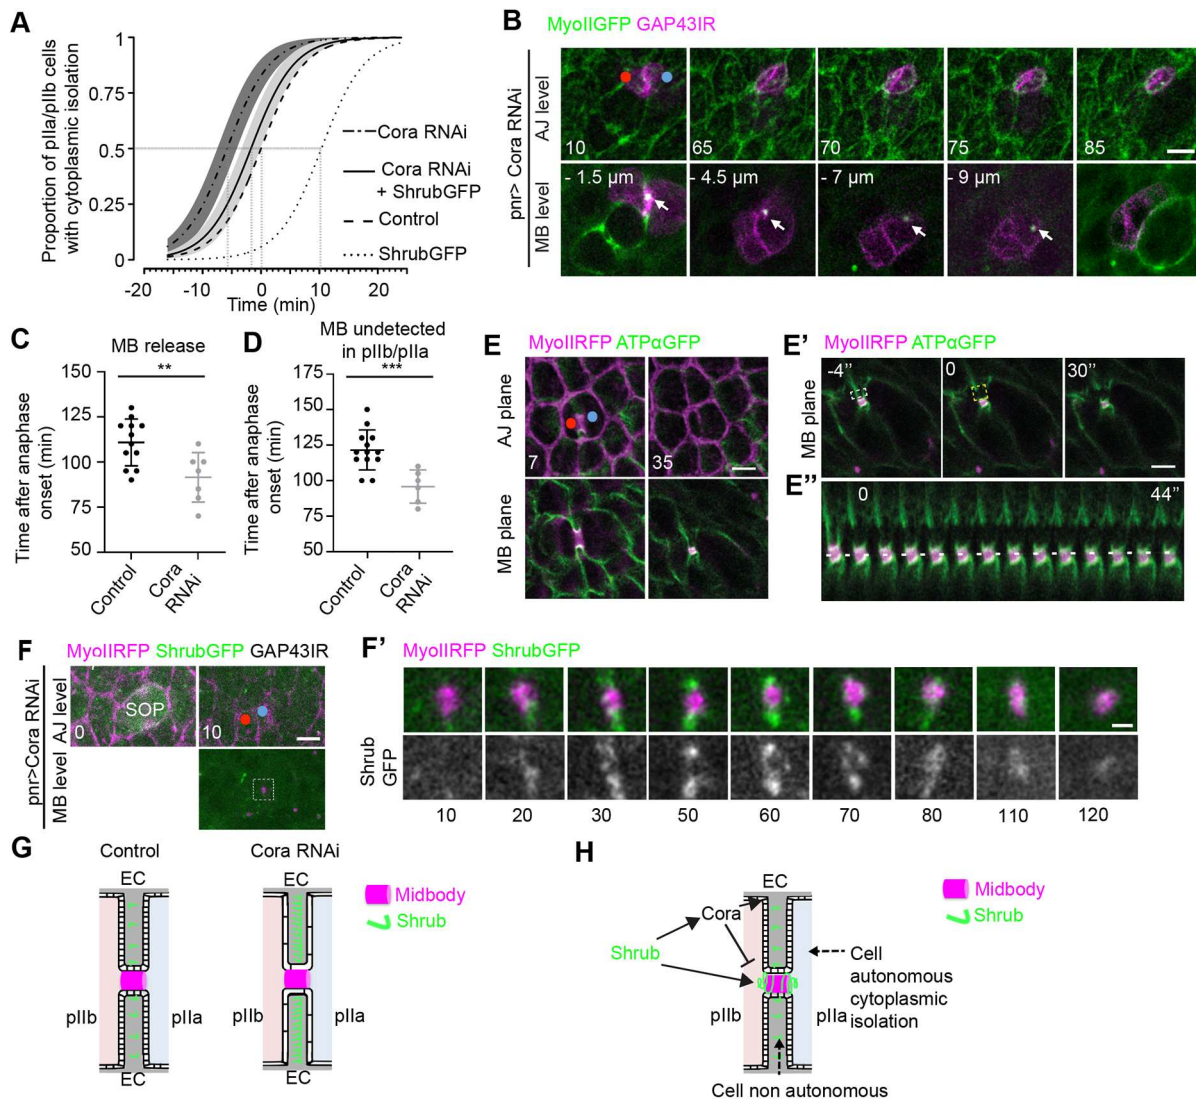 A
Proportion of pIIa/pIIb cells
with cytoplasmic isolation
1
0.75
0.5
0.25
0
-20
-10
0
10
20
Time (min)
Cora RNAi
Cora RNAi
+ ShrubGFP
Control
ShrubGFP
B
MyoIIGFP GAP43IR
pnr> Cora RNAi
AJ level
MB level
10
65
70
75
85
- 1.5 µm
- 4.5 µm
- 7 µm
- 9 µm
C
MB release
**
Time after anaphase
onset (min)
150
130
110
90
70
50
Control
Cora
RNAi
D
MB undetected
in pIIb/pIIa
***
Time after anaphase
onset (min)
175
150
125
100
75
50
Control
Cora
RNAi
E
MyoIIRFP ATPαGFP
AJ plane
MB plane
7
35
E’
MyoIIRFP ATPαGFP
MB plane
-4’’
0
30’’
E’’
0
44’’
F
MyoIIRFP ShrubGFP GAP43IR
pnr>Cora RNAi
AJ level
MB level
0
SOP
10
F’
MyoIIRFP ShrubGFP
Shrub
GFP
10
20
30
50
60
70
80
110
120
G
Control
Cora RNAi
EC
EC
pIIb
pIIa
pIIb
pIIa
EC
EC
Midbody
Shrub
H
EC
Cora
Shrub
pIIb
pIIa
Cell
autonomous
cytoplasmic
isolation
Cell non autonomous
Midbody
Shrub